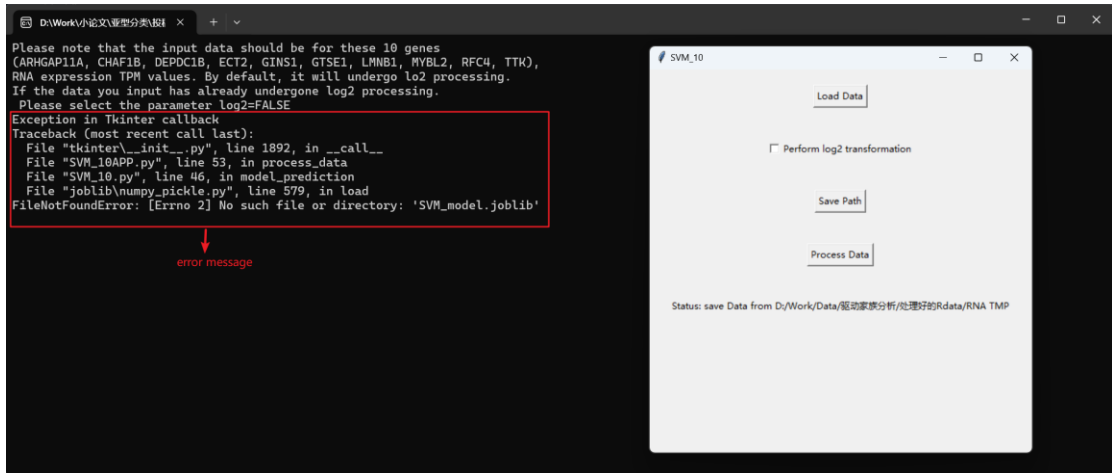 D:\Work\小论文\亚型分类\按
Please note that the input data should be for these 10 genes
(ARHGAP11A, CHAF1B, DEPDC1B, ECT2, GINS1, GTSE1, LMNB1, MYBL2, RFC4, TTK),
RNA expression TPM values. By default, it will undergo lo2 processing.
If the data you input has already undergone log2 processing.
Please select the parameter log2=FALSE
Exception in Tkinter callback
Traceback (most recent call last):
File "tkinter\__init__.py", line 1892, in __call__
File "SVM_10APP.py", line 53, in process_data
File "SVM_10.py", line 46, in model_prediction
File "joblib\numpy_pickle.py", line 579, in load
FileNotFoundError: [Errno 2] No such file or directory: 'SVM_model.joblib'
error message
SVM_10
Load Data
Perform log2 transformation
Save Path
Process Data
Status: save Data from D:/Work/Data/驱动家族分析/处理好的Rdata/RNA TMP